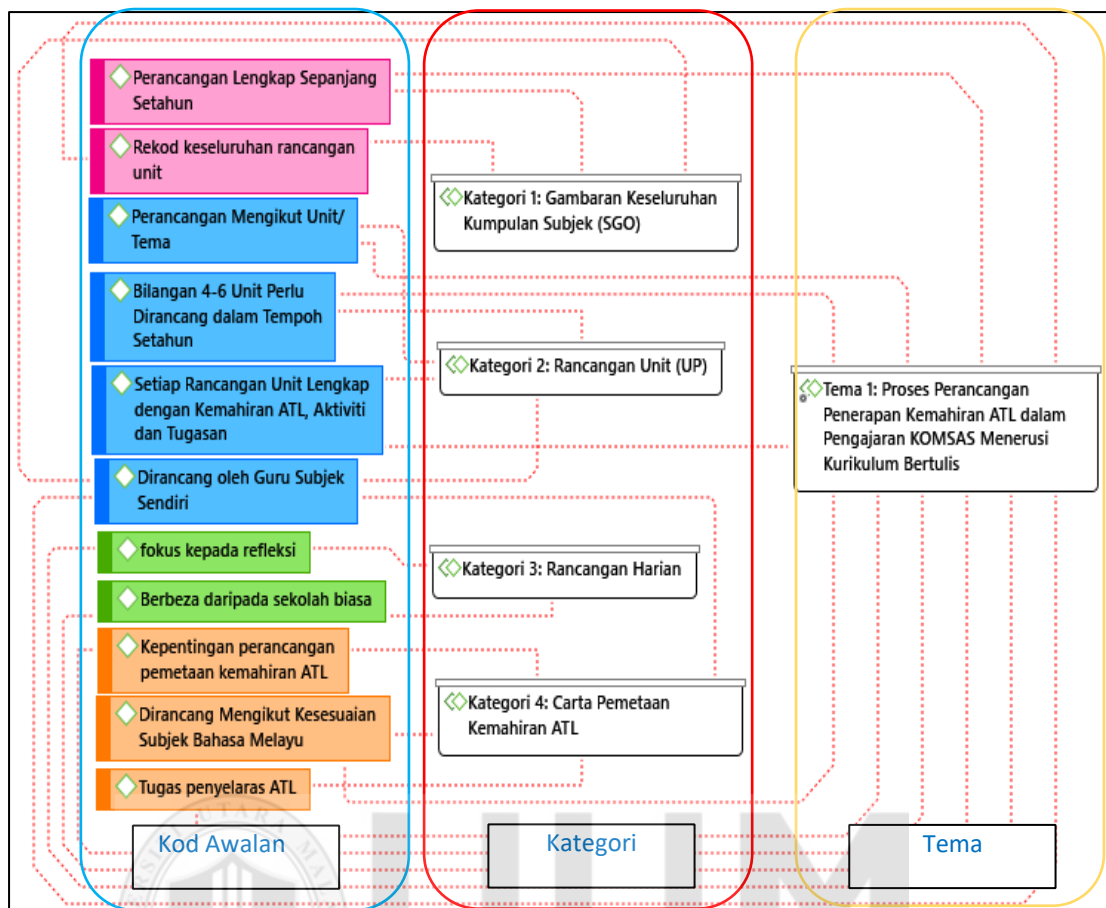 Perancangan Lengkap Sepanjang
Setahun
Rekod keseluruhan rancangan
unit
Perancangan Mengikut Unit/
Tema
Bilangan 4-6 Unit Perlu
Dirancang dalam Tempoh
Setahun
Setiap Rancangan Unit Lengkap
dengan Kemahiran ATL, Aktiviti
dan Tugasan
Dirancang oleh Guru Subjek
Sendiri
fokus kepada refleksi
Berbeza daripada sekolah biasa
Kepentingan perancangan
pemetaan kemahiran ATL
Dirancang Mengikut Kesesuaian
Subjek Bahasa Melayu
Tugas penyelaras ATL
Kod Awalan
Kategori 1: Gambaran Keseluruhan
Kumpulan Subjek (SGO)
Kategori 2: Rancangan Unit (UP)
Kategori 3: Rancangan Harian
Kategori 4: Carta Pemetaan
Kemahiran ATL
Kategori
Tema 1: Proses Perancangan
Penerapan Kemahiran ATL dalam
Pengajaran KOMSAS Menerusi
Kurikulum Bertulis
Tema